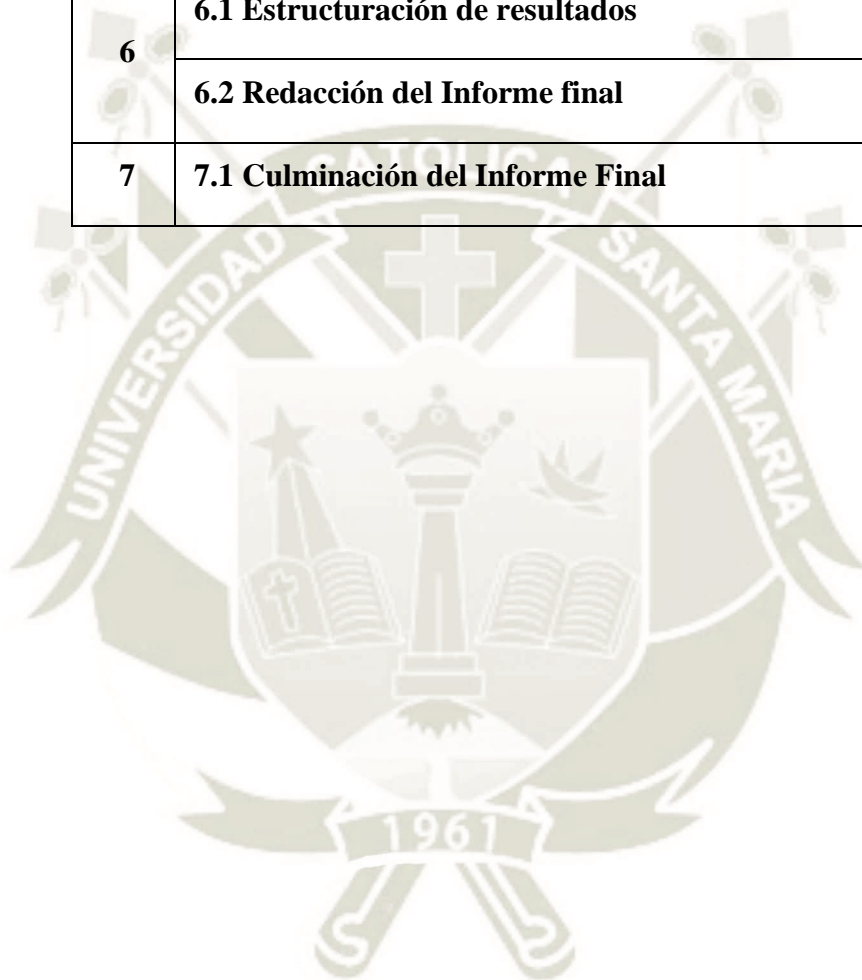 6.1 Estructuración de resultados
6
6.2 Redacción del Informe final
7 7.1 Culminación del Informe Final
UNIVERSIDAD CATOLICA SANTA MARIA
1961